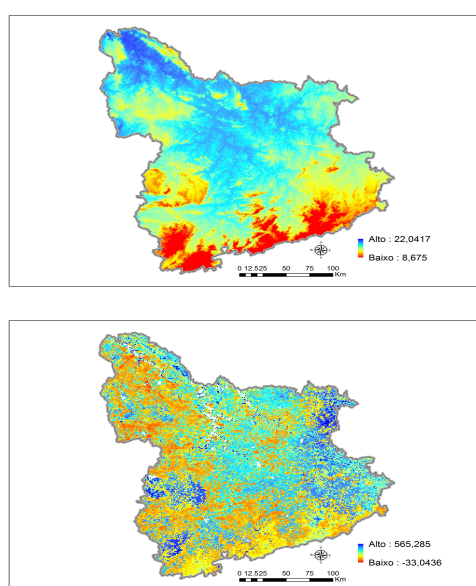 Alto : 22,0417
Baixo : 8,675
0 12.525 50 75 100
Km
Alto : 565,285
Baixo : -33,0436
0 12.525 50 75 100
Km